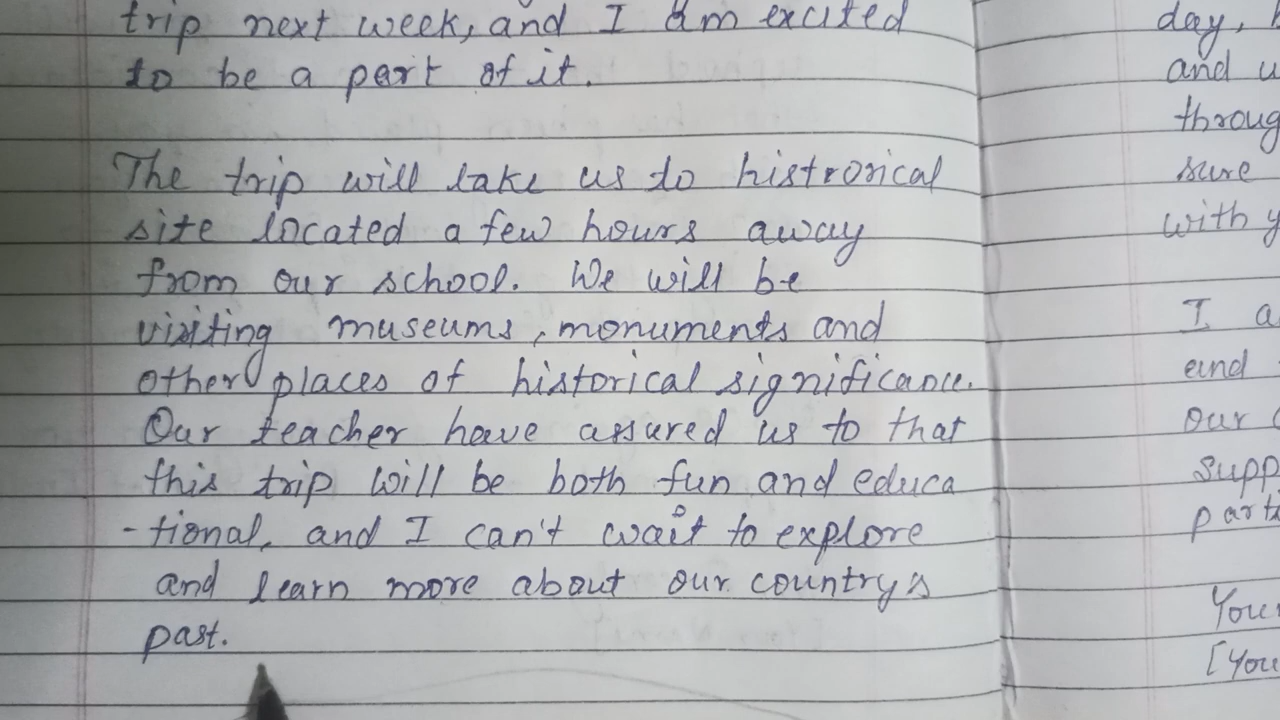 trip next week, and I am excited
to be a part of it.
The trip will take us to histrorical
site located a few hours away
from our school. We will be
visiting museums, monuments and
other places of historical significance.
Our teacher have assured us to that
this trip will be both fun and educa
-tional, and I can't wait to explore
and learn more about our country's
past.
day,
and
throug
sure
with y
I a
and
our
supp
parti
Your
[You